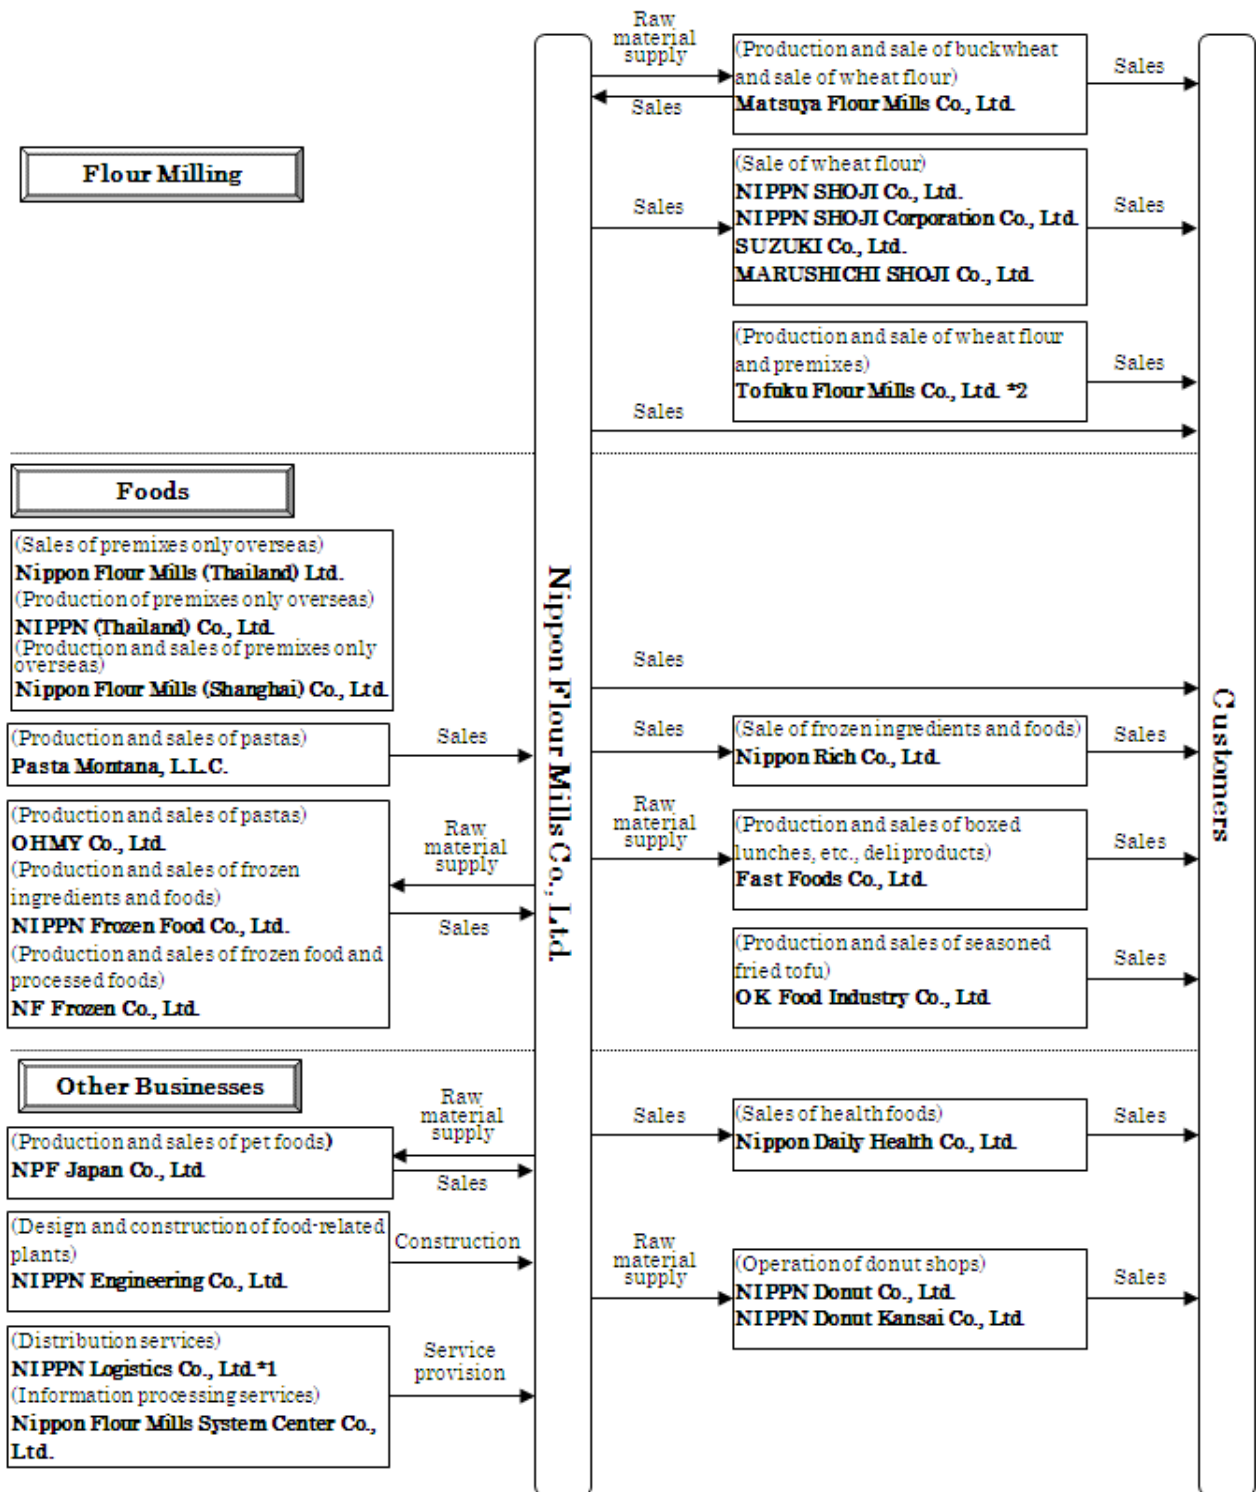 Raw
material
supply
(Production and sale of buckwheat
and sale of wheat flour)
Matsuya Flour Mills Co., Ltd.
Sales
Sales
Flour Milling
(Sale of wheat flour)
NIPPN SHOJI Co., Ltd.
NIPPN SHOJI Corporation Co., Ltd.
SUZUKI Co., Ltd.
MARUSHICHI SHOJI Co., Ltd.
Sales
Sales
(Production and sale of wheat flour
and premixes)
Tofuku Flour Mills Co., Ltd. *2
Sales
Sales
Foods
(Sales of premixes only overseas)
Nippon Flour Mills (Thailand) Ltd.
(Production of premixes only overseas)
NIPPN (Thailand) Co., Ltd.
(Production and sales of premixes only
overseas)
Nippon Flour Mills (Shanghai) Co., Ltd.
Nippon Flour Mills Co., Ltd.
Sales
Customers
(Production and sales of pastas)
Pasta Montana, L.L.C.
Sales
Sales
(Sale of frozen ingredients and foods)
Nippon Rich Co., Ltd.
Sales
(Production and sales of pastas)
OHMY Co., Ltd.
(Production and sales of frozen
ingredients and foods)
NIPPN Frozen Food Co., Ltd.
(Production and sales of frozen food and
processed foods)
NF Frozen Co., Ltd.
Raw
material
supply
Sales
Raw
material
supply
(Production and sales of boxed
lunches, etc., deli products)
Fast Foods Co., Ltd.
Sales
(Production and sales of seasoned
fried tofu)
OK Food Industry Co., Ltd.
Sales
Other Businesses
(Production and sales of pet foods)
NPF Japan Co., Ltd.
Raw
material
supply
Sales
Sales
(Sales of health foods)
Nippon Daily Health Co., Ltd.
Sales
(Design and construction of food-related
plants)
NIPPN Engineering Co., Ltd.
Construction
Raw
material
supply
(Operation of donut shops)
NIPPN Donut Co., Ltd.
NIPPN Donut Kansai Co., Ltd.
Sales
(Distribution services)
NIPPN Logistics Co., Ltd.*1
(Information processing services)
Nippon Flour Mills System Center Co.,
Ltd.
Service
provision